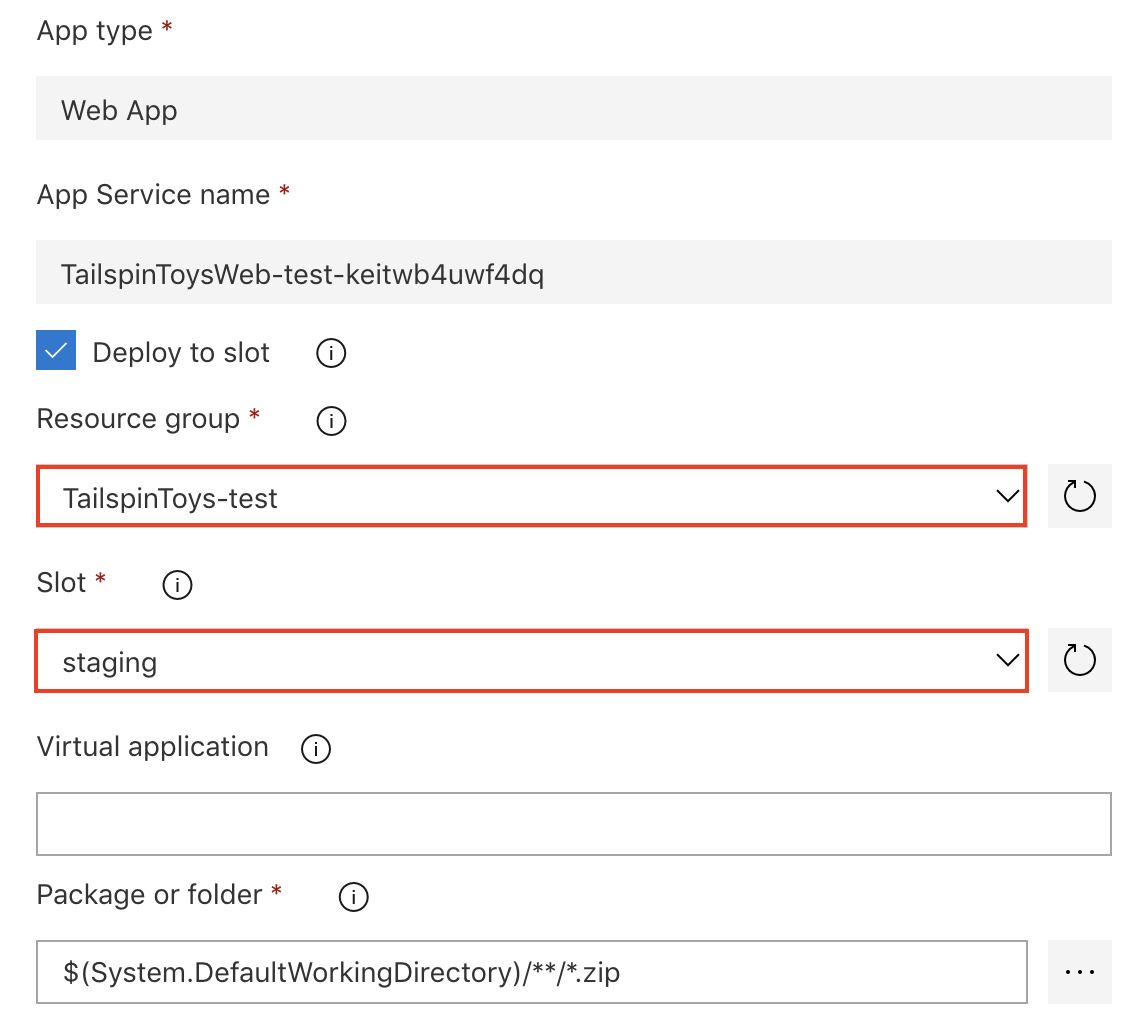 App type *
Web App
App Service name *
TailspinToysWeb-test-keitwb4uwf4dq
Deploy to slot
Resource group *
TailspinToys-test
Slot *
staging
Virtual application
Package or folder *
$(System.DefaultWorkingDirectory)/**/*.zip